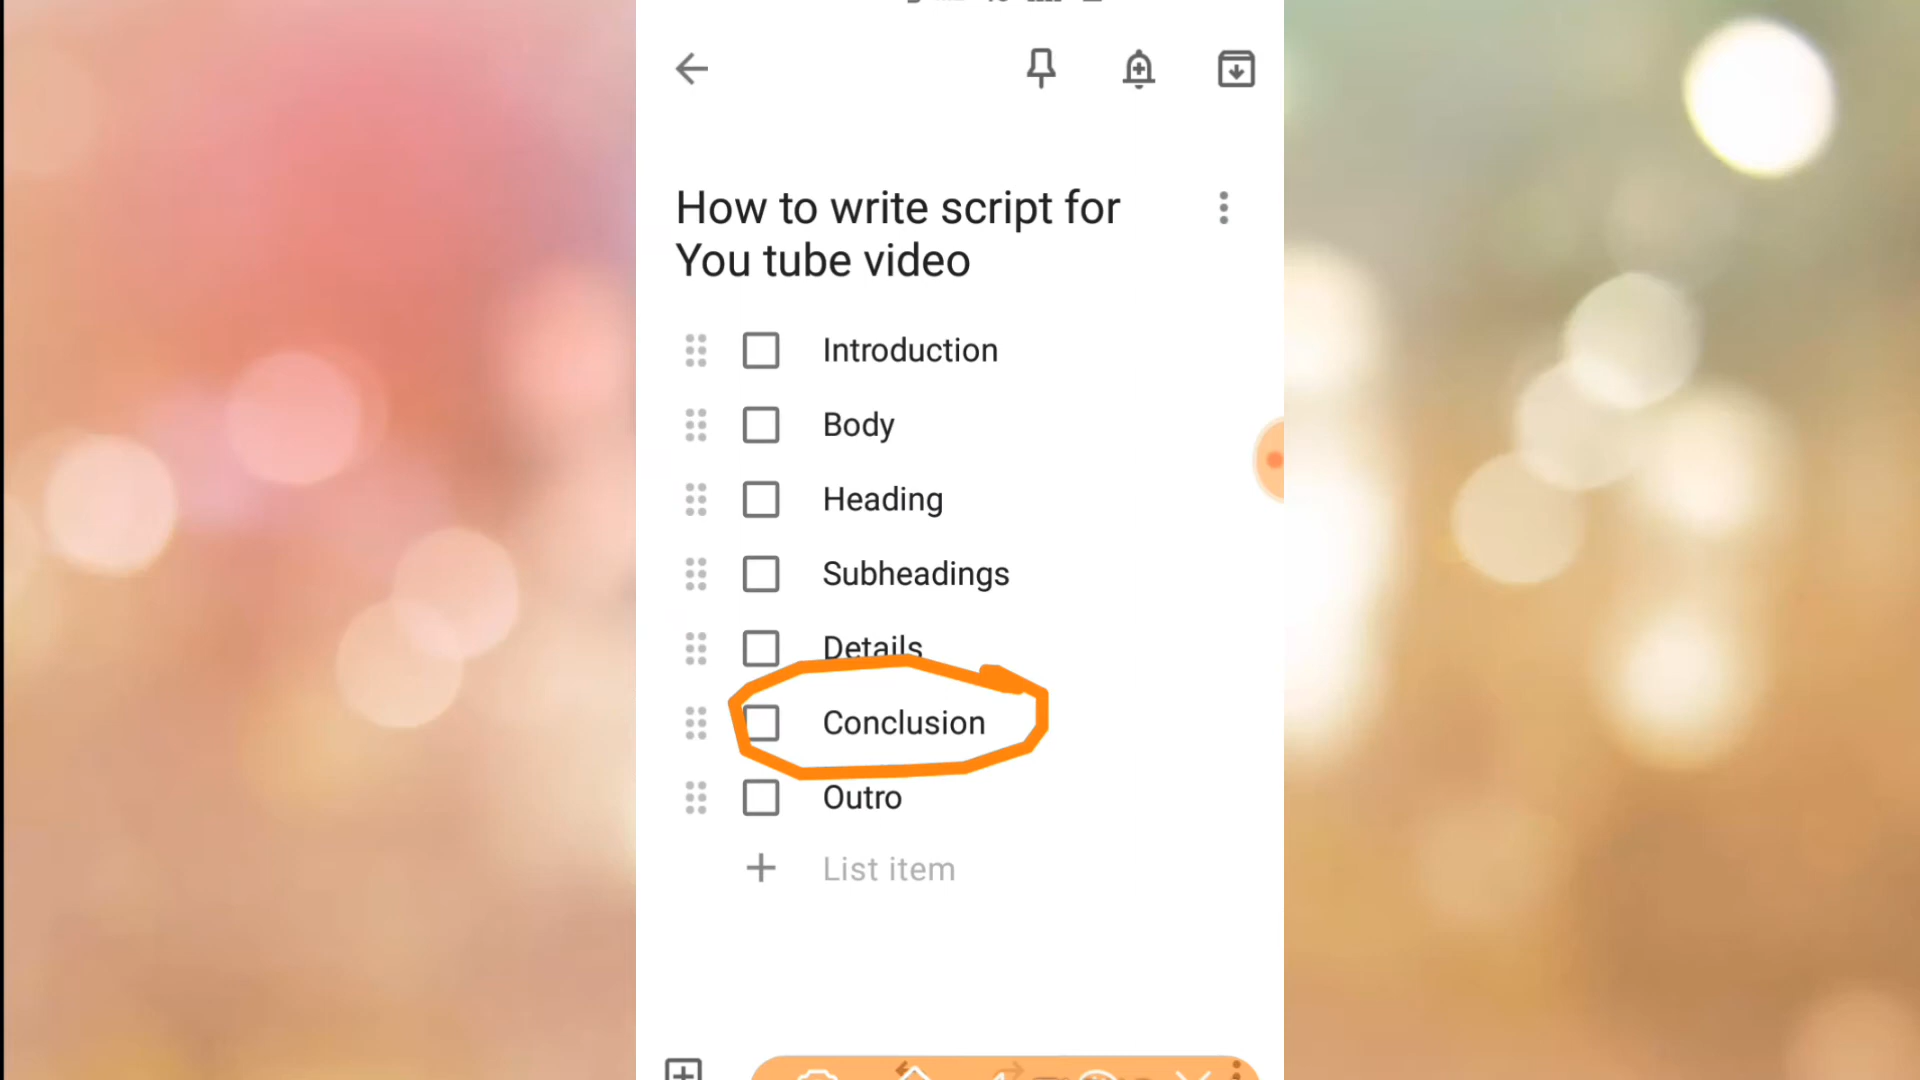 How to write script for
You tube video
Introduction
Body
Heading
Subheadings
Details
Conclusion
Outro
List item